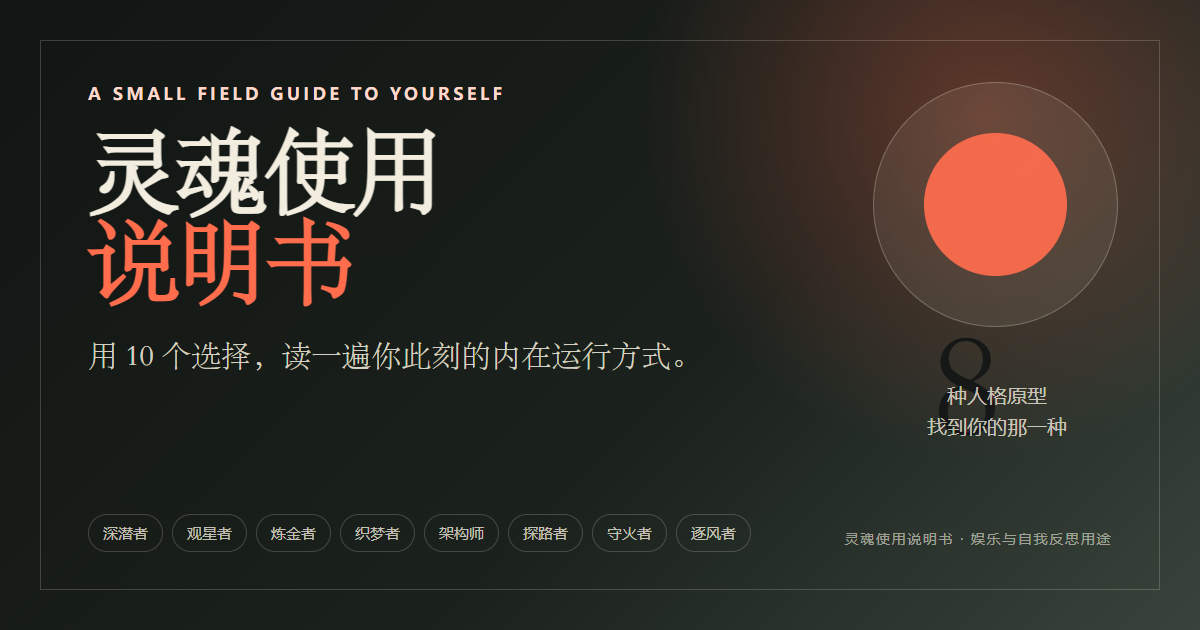 A SMALL FIELD GUIDE TO YOURSELF
灵魂使用
说明书
用 10 个选择，读一遍你此刻的内在运行方式。
8
种人格原型
找到你的那一种
深潜者
观星者
炼金者
织梦者
架构师
探路者
守火者
逐风者
灵魂使用说明书 · 娱乐与自我反思用途